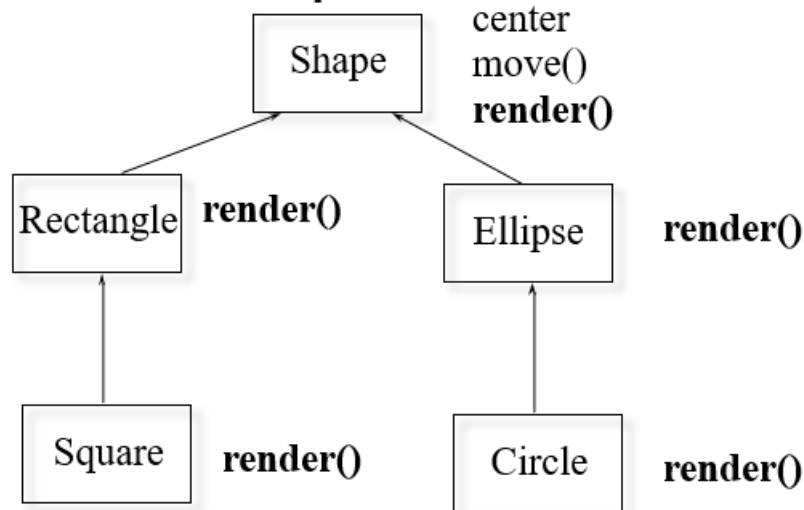 center
Shape
move()
render()
Rectangle
render()
Ellipse
render()
Square
render()
Circle
render()